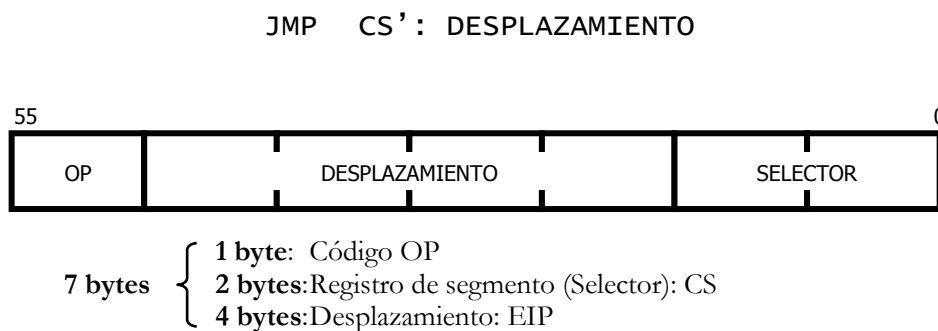 JMP CS’: DESPLAZAMIENTO
55 0
OP DESPLAZAMIENTO SELECTOR
1 byte: Código OP
7 bytes 2 bytes:Registro de segmento (Selector): CS
4 bytes:Desplazamiento: EIP